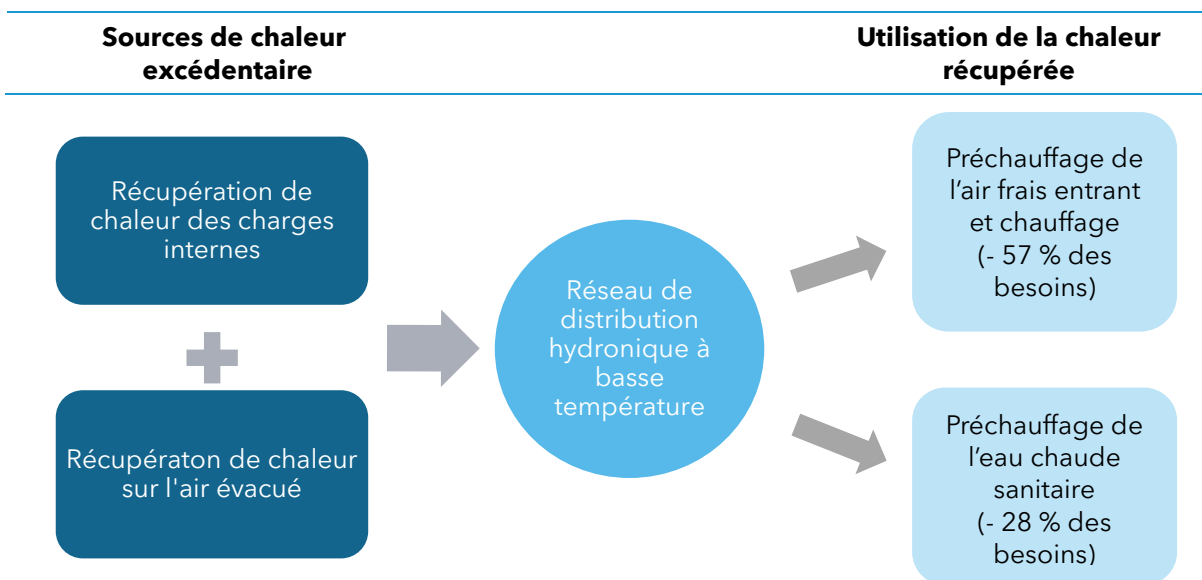 Sources de chaleur
excédentaire
Utilisation de la chaleur
récupérée
Récupération de
chaleur des charges
internes
Récupératon de chaleur
sur l'air évacué
Réseau de
distribution
hydronique à
basse
température
Préchauffage de
l’air frais entrant
et chauffage
(- 57 % des
besoins)
Préchauffage de
l’eau chaude
sanitaire
(- 28 % des
besoins)